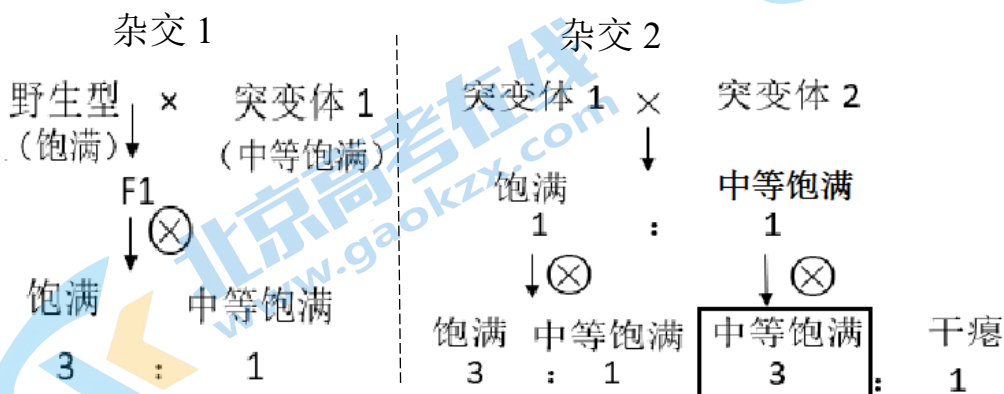 杂交 1
野生型 × 突变体 1
(饱满) (中等饱满)
F1
⊗
饱满 中等饱满
3 : 1
杂交 2
突变体 1 × 突变体 2
饱满 中等饱满
1 : 1
⊗ ⊗
饱满 中等饱满 中等饱满 干瘪
3 : 1 3 : 1
北京高考在线
www.gaokzx.com